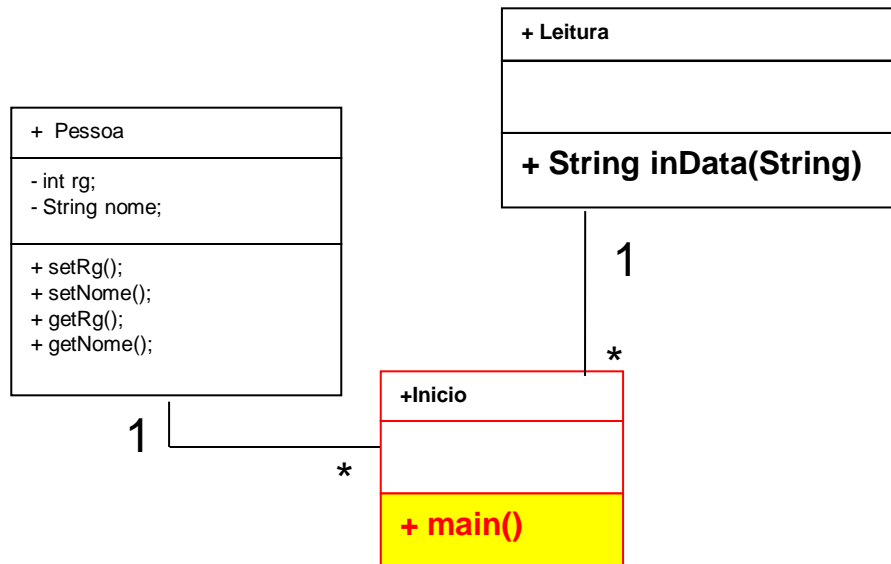 + Leitura
+ String inData(String)
+ Pessoa
- int rg;
- String nome;
+ setRg();
+ setNome();
+ getRg();
+ getNome();
1
*
1
*
+Inicio
+ main()